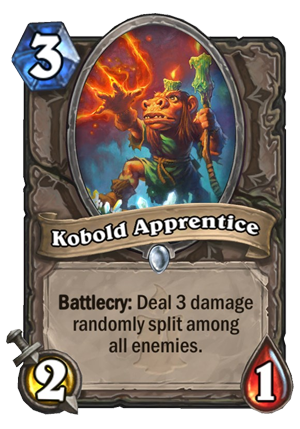 3
Kobold Apprentice
Battlecry: Deal 3 damage
randomly split among
all enemies.
2
1